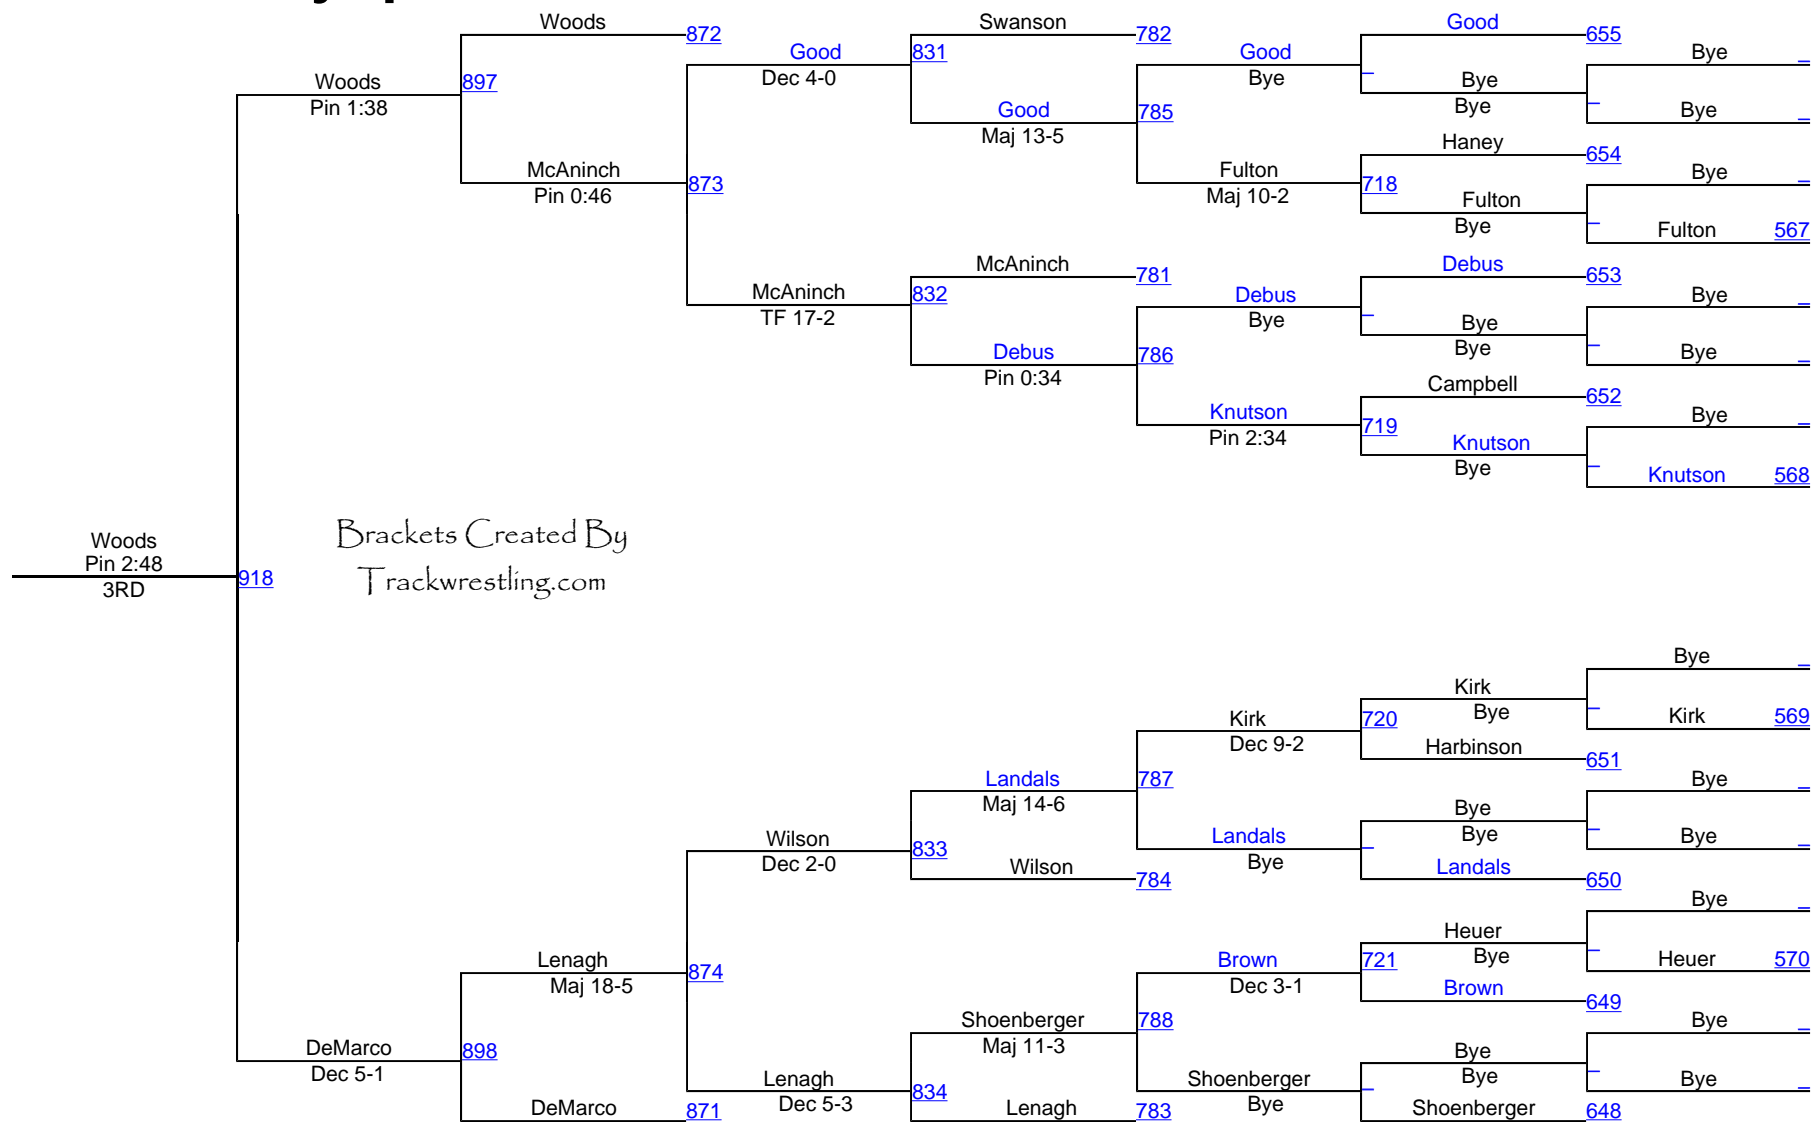 Woods
872
Swanson
782
Good
655
Good
831
Good
Bye
Dec 4-0
Bye
Woods
897
Bye
Pin 1:38
Bye
Good
785
Bye
Maj 13-5
Haney
654
McAninch
873
Fulton
718
Bye
Pin 0:46
Maj 10-2
Fulton
Bye
Fulton
567
McAninch
781
Debus
653
McAninch
832
Debus
Bye
TF 17-2
Bye
Bye
Debus
786
Bye
Bye
Pin 0:34
Campbell
652
Knutson
719
Bye
Pin 2:34
Knutson
Bye
Knutson
568
Woods
Pin 2:48
3RD
918
Brackets Created By
Trackwrestling.com
Bye
Kirk
Kirk
720
Bye
Kirk
569
Dec 9-2
Harbinson
651
Landals
787
Bye
Maj 14-6
Bye
Wilson
833
Landals
Bye
Bye
Dec 2-0
Bye
Wilson
784
Landals
650
Bye
Heuer
Lenagh
874
Brown
721
Bye
Heuer
570
Maj 18-5
Dec 3-1
Brown
649
Shoenberger
788
Bye
Maj 11-3
DeMarco
898
Bye
Dec 5-1
Lenagh
834
Shoenberger
Bye
Bye
Dec 5-3
Bye
DeMarco
871
Lenagh
783
Shoenberger
648